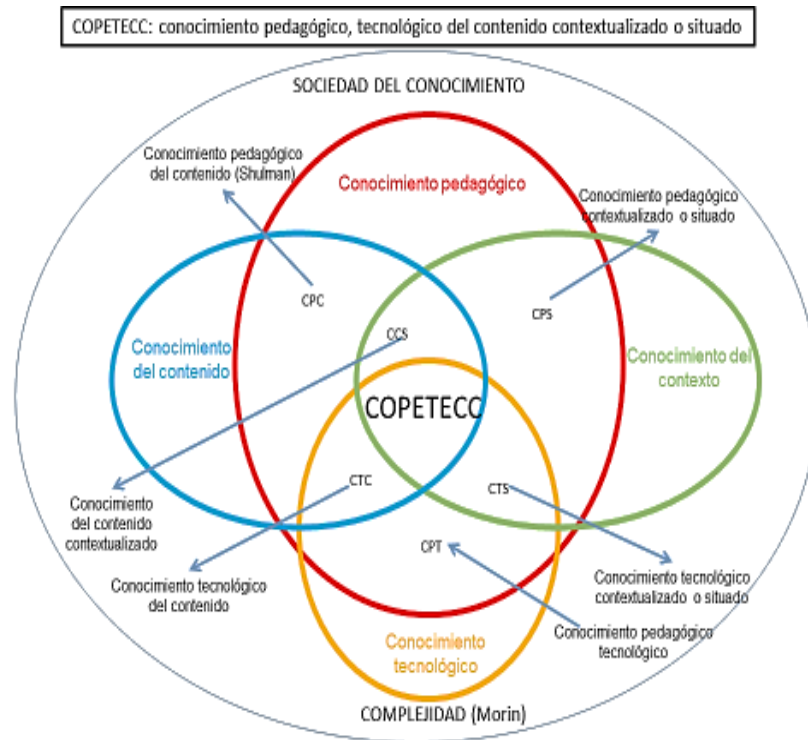 COPETECC: conocimiento pedagógico, tecnológico del contenido contextualizado o situado
SOCIEDAD DEL CONOCIMIENTO
Conocimiento pedagógico
del contenido (Shulman)
Conocimiento pedagógico
Conocimiento pedagógico
contextualizado o situado
CPC
CPS
CCS
Conocimiento
del contenido
Conocimiento del
contexto
COPETECC
CTC
CTS
Conocimiento
del contenido
contextualizado
CPT
Conocimiento tecnológico
del contenido
Conocimiento tecnológico
contextualizado o situado
Conocimiento pedagógico
tecnológico
Conocimiento
tecnológico
COMPLEJIDAD (Morin)